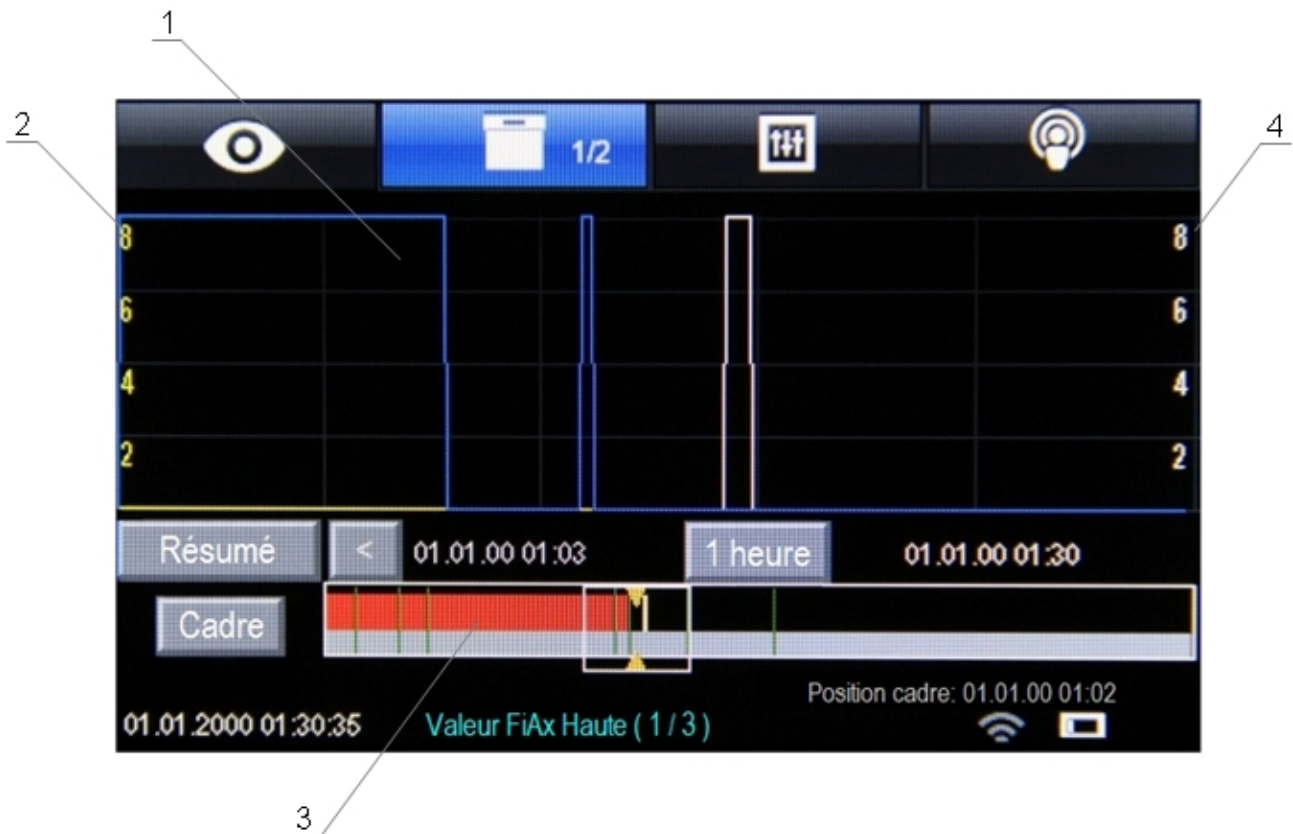 1
2
4
1/2
8 8
6 6
4 4
2 2
Résumé < 01.01.00 01:03 1 heure 01.01.00 01:30
Cadre
Position cadre: 01.01.00 01:02
01.01.2000 01:30:35 Valeur FiAx Haute ( 1 / 3 )
3